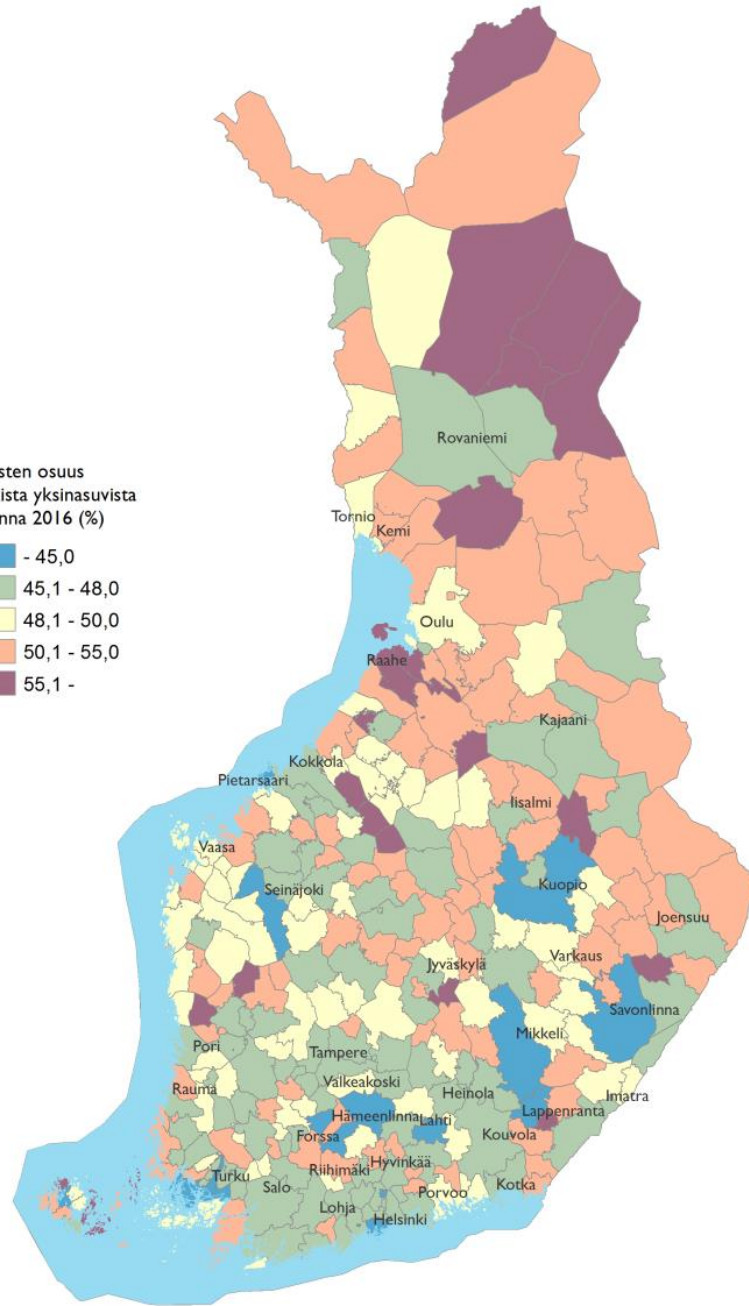 sten osuus
ista yksinasuvista
nna 2016 (%)
- 45,0
45,1 - 48,0
48,1 - 50,0
50,1 - 55,0
55,1 -
Rovaniemi
Tornio
Kemi
Oulu
Raahe
Kajaani
Kokkola
Pietarsaari
Iisalmi
Vaasa
Seinäjoki
Kuopio
Joensuu
Jyväskylä
Varkaus
Savonlinna
Mikkeli
Pori
Tampere
Rauma
Valkeakoski
Heinola
Imatra
Hämeenlinna
Lahti
Lappenranta
Forssa
Kouvola
Riihimäki
Hyvinkää
Turku
Salo
Kotka
Lohja
Porvoo
Helsinki